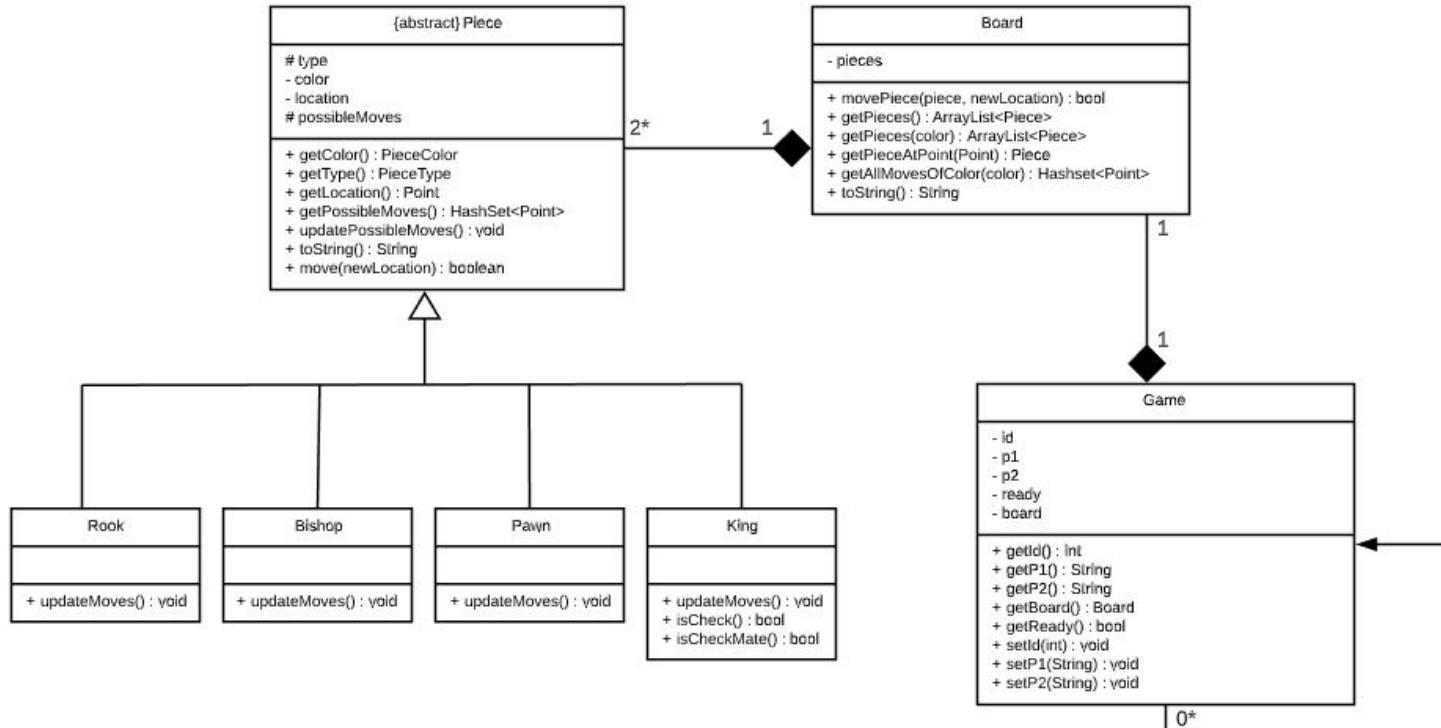 {abstract} Piece
# type
- color
- location
# possibleMoves
+ getColor() : PieceColor
+ getType() : PieceType
+ getLocation() : Point
+ getPossibleMoves() : HashSet<Point>
+ updatePossibleMoves() : void
+ toString() : String
+ move(newLocation) : boolean
2*
1
Board
- pieces
+ movePiece(piece, newLocation) : bool
+ getPieces() : ArrayList<Piece>
+ getPieces(color) : ArrayList<Piece>
+ getPieceAtPoint(Point) : Piece
+ getAllMovesOfColor(color) : Hashset<Point>
+ toString() : String
1
1
Rook
+ updateMoves() : void
Bishop
+ updateMoves() : void
Pawn
+ updateMoves() : void
King
+ updateMoves() : void
+ isCheck() : bool
+ isCheckMate() : bool
Game
- id
- p1
- p2
- ready
- board
+ getId() : int
+ getP1() : String
+ getP2() : String
+ getBoard() : Board
+ getReady() : bool
+ setId(int) : void
+ setP1(String) : void
+ setP2(String) : void
0*